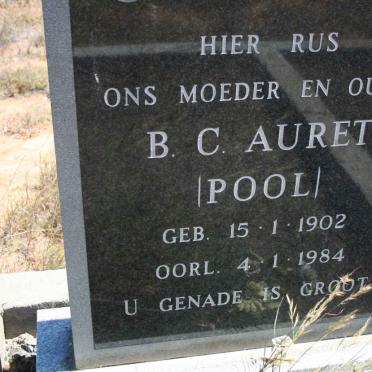 HIER RUS
ONS MOEDER EN OU
B. C. AURET
/POOL/
GEB. 15·1·1902
OORL. 4·1·1984
U GENADE IS GROOT